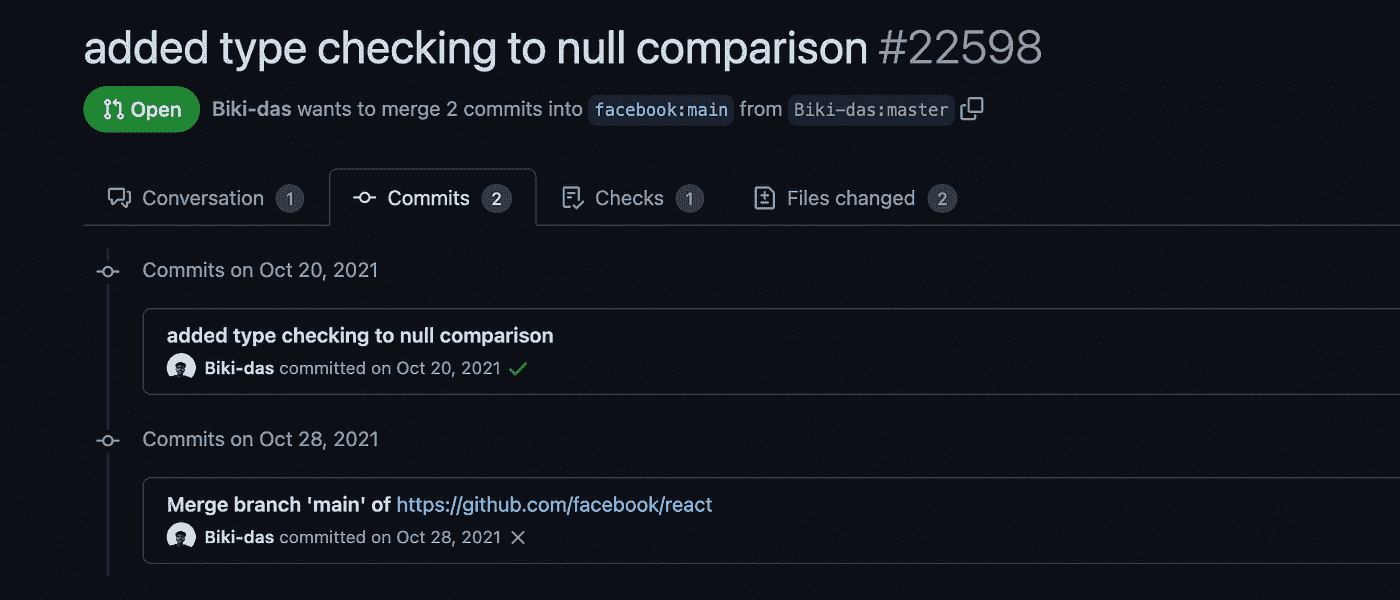 added type checking to null comparison #22598
Open Biki-das wants to merge 2 commits into facebook:main from Biki-das:master
Conversation 1 Commits 2 Checks 1 Files changed 2
Commits on Oct 20, 2021
added type checking to null comparison
Biki-das committed on Oct 20, 2021
Commits on Oct 28, 2021
Merge branch 'main' of https://github.com/facebook/react
Biki-das committed on Oct 28, 2021